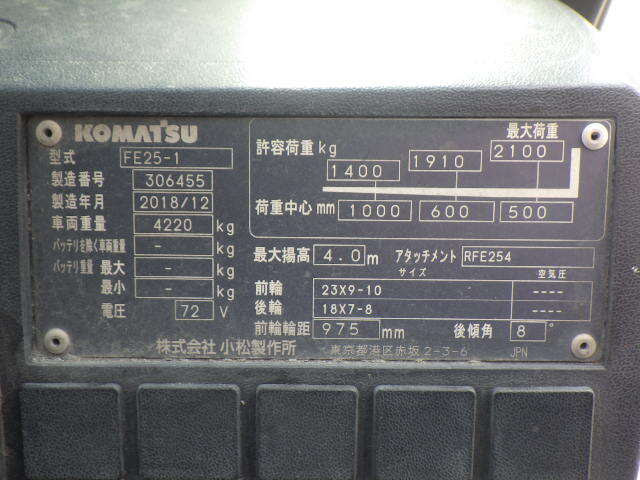 KOMATSU
型式 FE25-1
製造番号 306455
製造年月 2018/12
車両重量 4220 kg
バッテリを除く車両重量 - kg
バッテリ重量 最大 - kg
最小 - kg
電圧 72 V
株式会社 小松製作所
最大荷重
許容荷重 kg 1400 1910 2100
荷重中心 mm 1000 600 500
最大揚高 4.0 m アタッチメント RFE254
サイズ 空気圧
前輪 23X9-10 ----
後輪 18X7-8 ----
前輪輪距 975 mm 後傾角 8°
東京都港区赤坂2-3-6 JPN